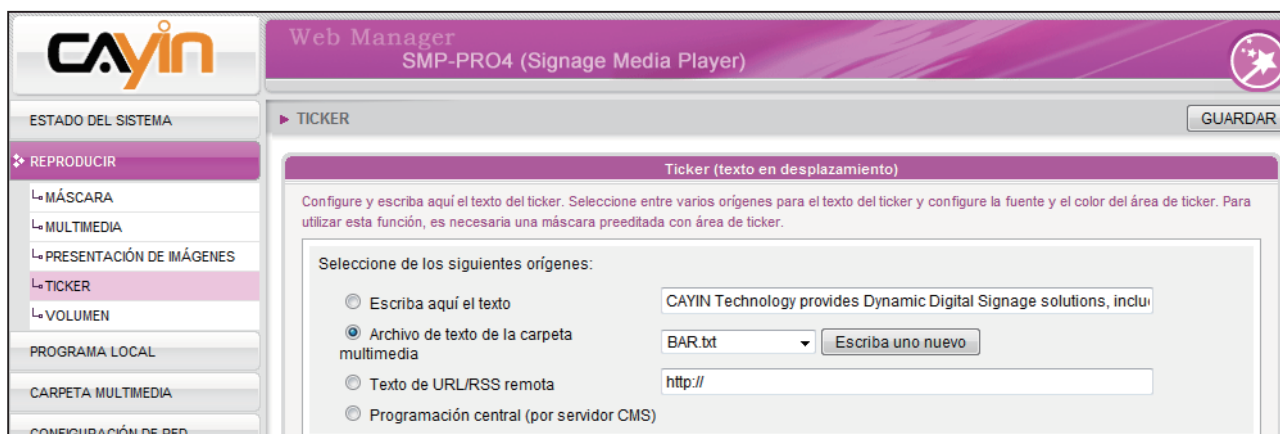 CAYIN
Web Manager
SMP-PRO4 (Signage Media Player)
ESTADO DEL SISTEMA
REPRODUCIR
MÁSCARA
MULTIMEDIA
PRESENTACIÓN DE IMÁGENES
TICKER
VOLUMEN
PROGRAMA LOCAL
CARPETA MULTIMEDIA
CONFIGURACIÓN DE RED
TICKER
GUARDAR
Ticker (texto en desplazamiento)
Configure y escriba aquí el texto del ticker. Seleccione entre varios orígenes para el texto del ticker y configure la fuente y el color del área de ticker. Para
utilizar esta función, es necesaria una máscara preeditada con área de ticker.
Seleccione de los siguientes orígenes:
Escriba aquí el texto
CAYIN Technology provides Dynamic Digital Signage solutions, inclu
Archivo de texto de la carpeta
multimedia
BAR.txt
Escriba uno nuevo
Texto de URL/RSS remota
http://
Programación central (por servidor CMS)